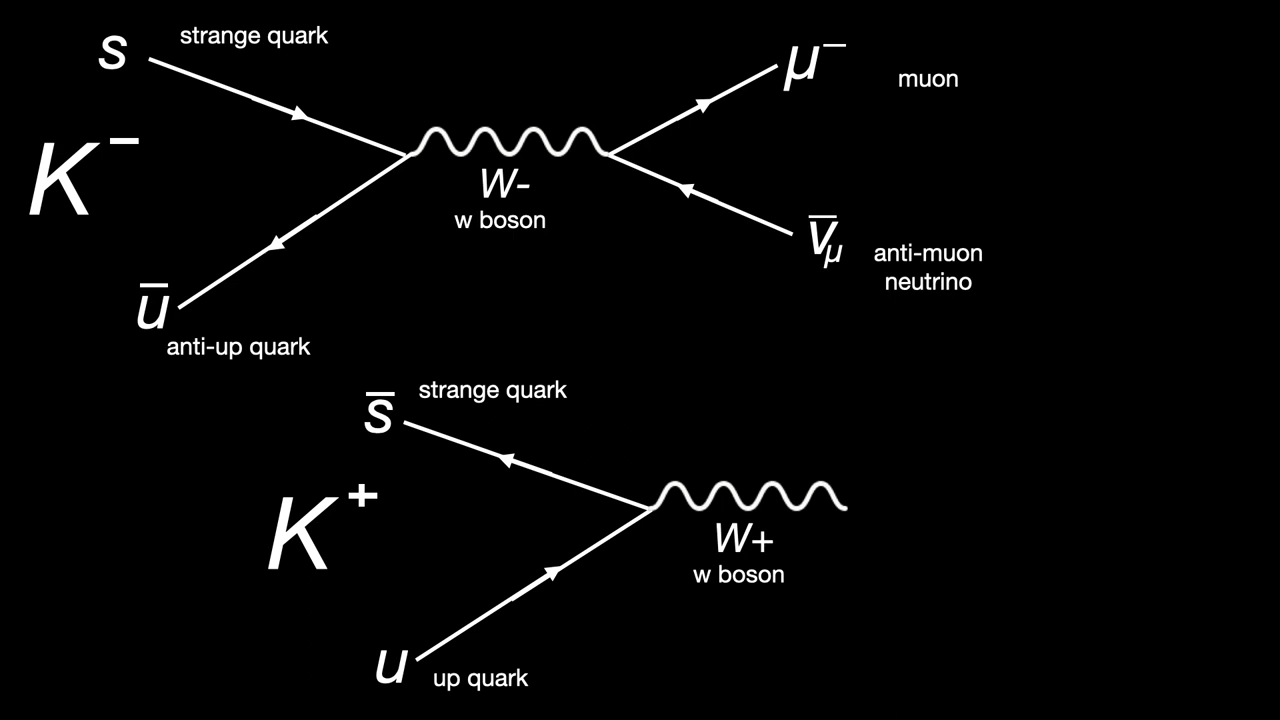 s strange quark
μ⁻ muon
K⁻
W-
w boson
ν̅μ anti-muon
neutrino
u̅
anti-up quark
s̅ strange quark
K⁺
W+
w boson
u up quark